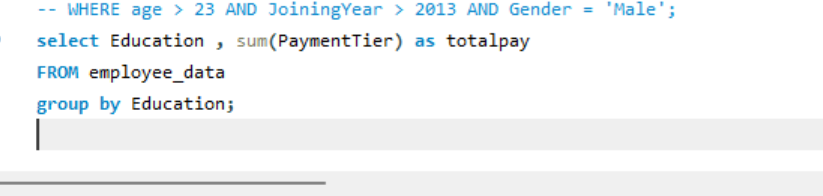 -- WHERE age > 23 AND JoiningYear > 2013 AND Gender = 'Male';
select Education , sum(PaymentTier) as totalpay
FROM employee_data
group by Education;